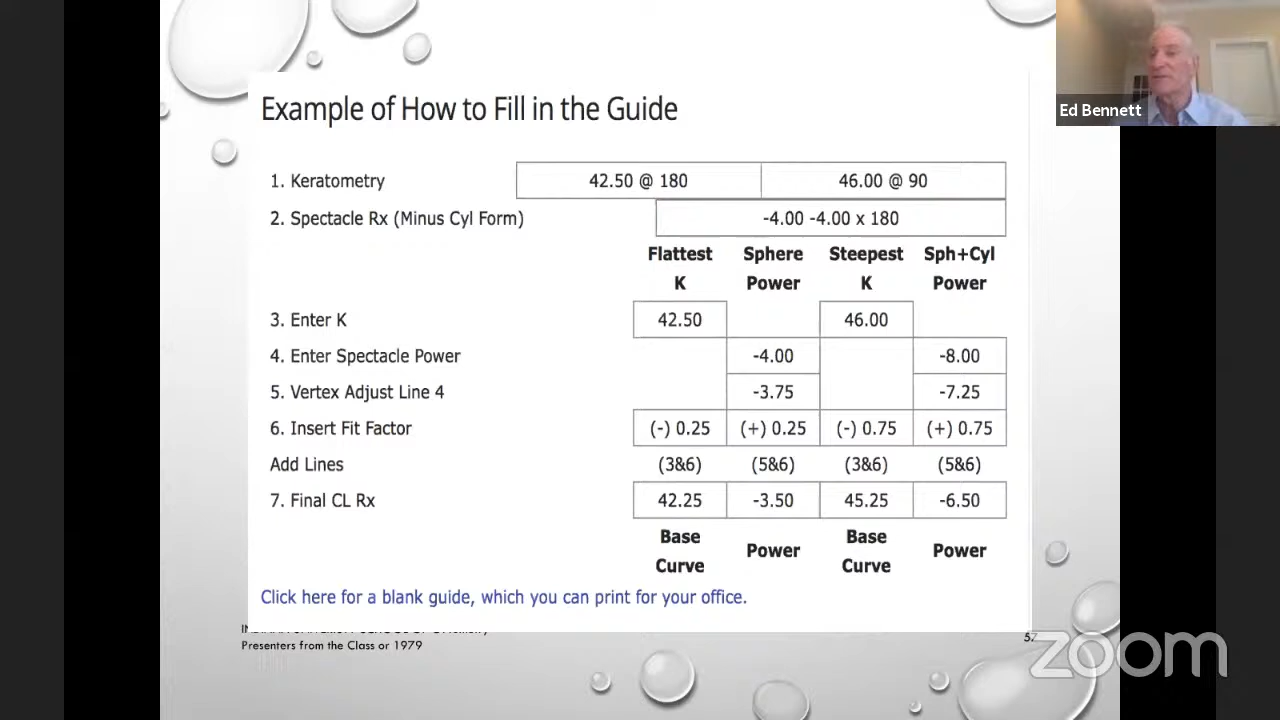 Ed Bennett
Example of How to Fill in the Guide
1. Keratometry 42.50 @ 180 46.00 @ 90
2. Spectacle Rx (Minus Cyl Form) -4.00 -4.00 x 180
Flattest Sphere Steepest Sph+Cyl
K Power K Power
3. Enter K 42.50 46.00
4. Enter Spectacle Power -4.00 -8.00
5. Vertex Adjust Line 4 -3.75 -7.25
6. Insert Fit Factor (-) 0.25 (+) 0.25 (-) 0.75 (+) 0.75
Add Lines (3&6) (5&6) (3&6) (5&6)
7. Final CL Rx 42.25 -3.50 45.25 -6.50
Base Power Base Power
Curve Curve
Click here for a blank guide, which you can print for your office.
Presenters from the Class or 1979
zoom